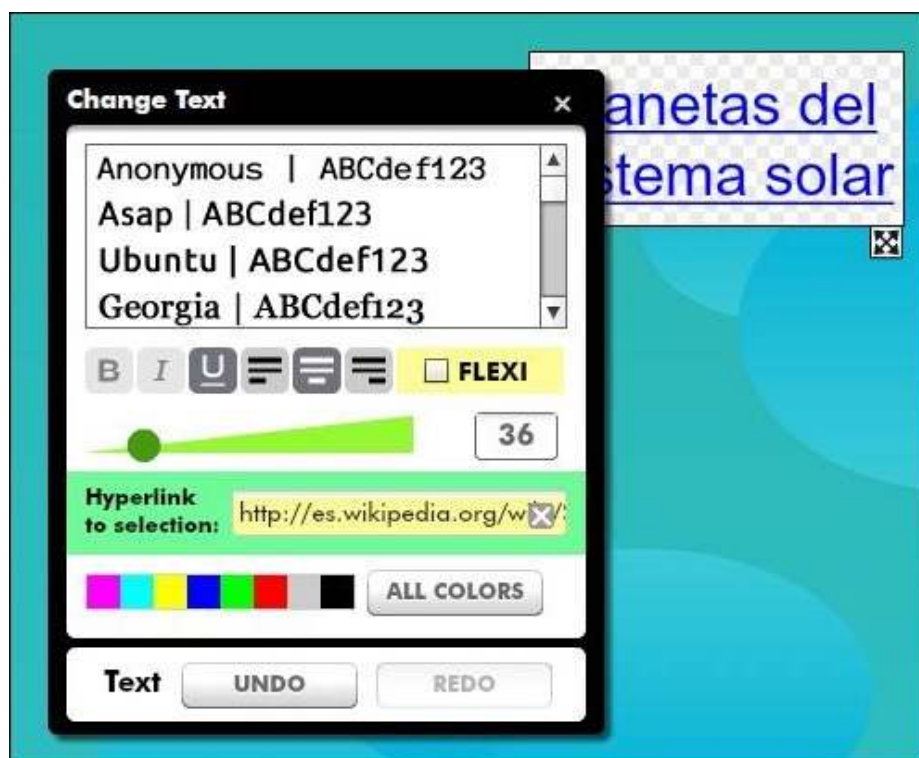 Change Text
anetas del
stema solar
Anonymous | ABCdef123
Asap | ABCdef123
Ubuntu | ABCdef123
Georgia | ABCdef123
B I U
FLEXI
36
Hyperlink
to selection:
http://es.wikipedia.org/wi
ALL COLORS
Text
UNDO
REDO